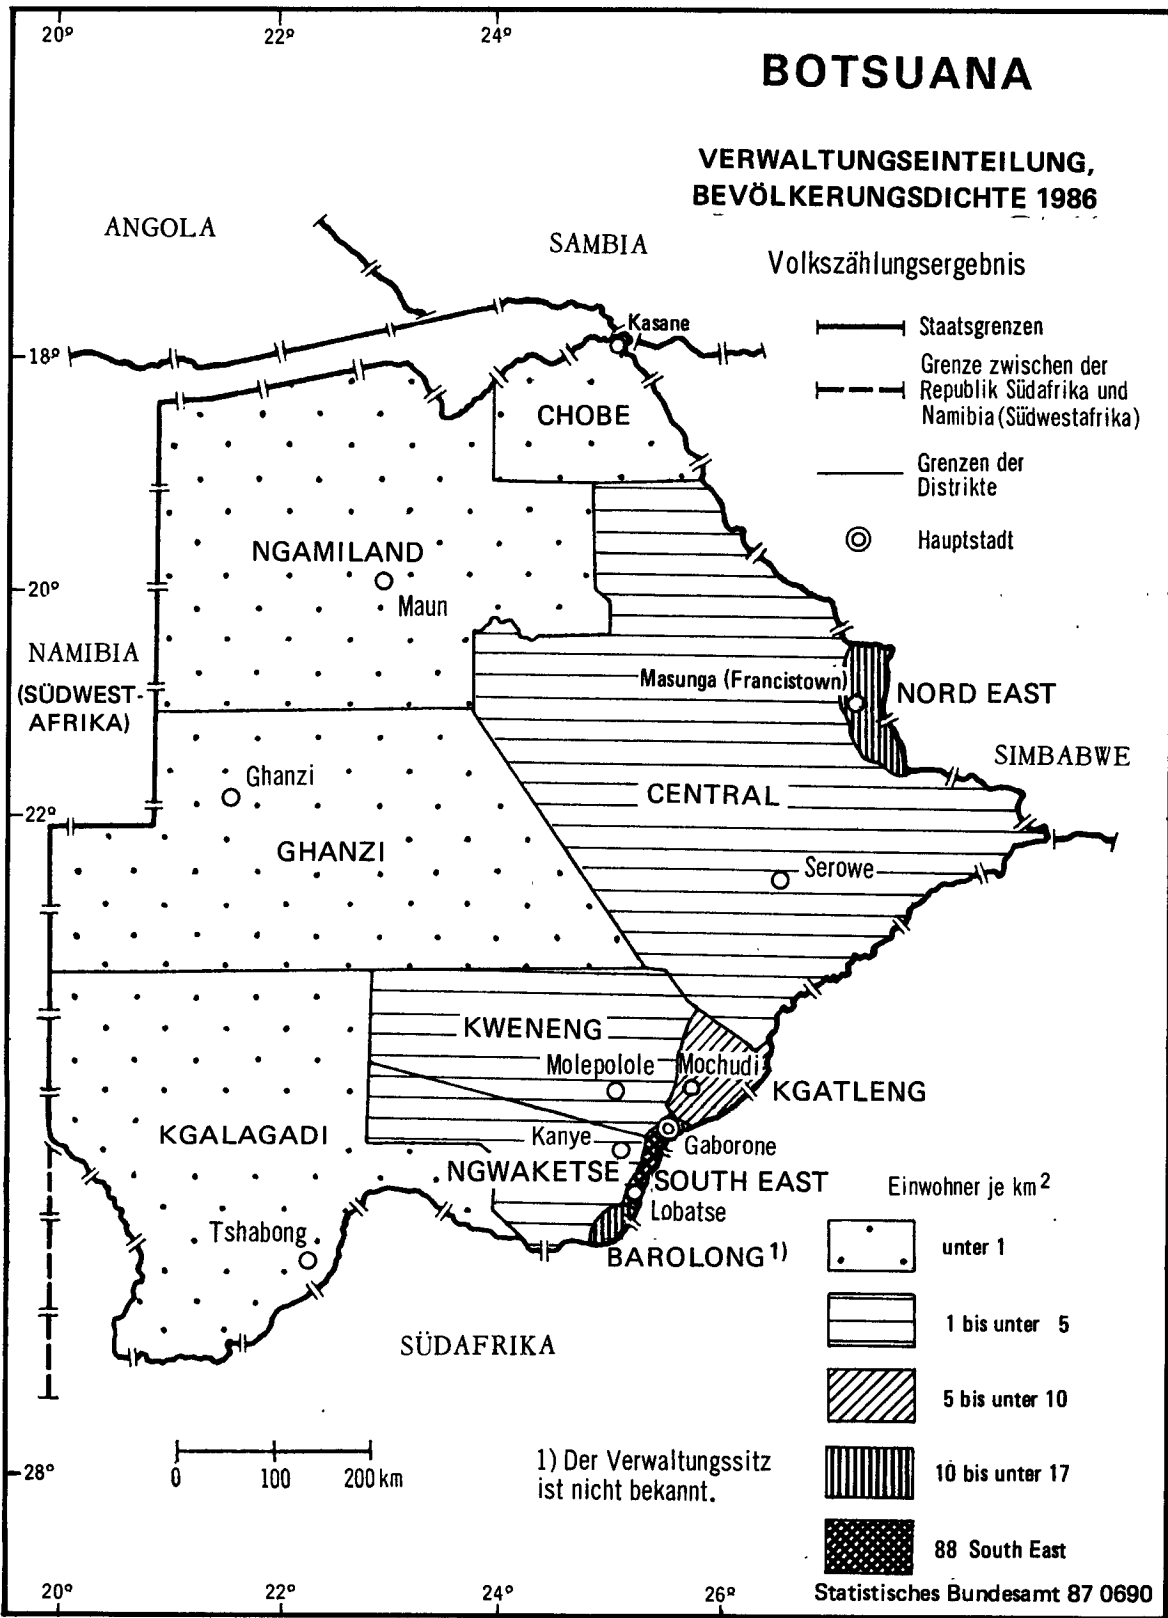 20°
22°
24°
BOTSUANA
VERWALTUNGSEINTEILUNG,
BEVÖLKERUNGSDICHTE 1986
ANGOLA
SAMBIA
Volkszählungsergebnis
Kasane
Staatsgrenzen
18°
Grenze zwischen der
Republik Südafrika und
Namibia (Südwestafrika)
CHOBE
Grenzen der
Distrikte
Hauptstadt
NGAMILAND
20°
Maun
NAMIBIA
(SÜDWEST-
AFRIKA)
Masunga (Francistown)
NORD EAST
SIMBABWE
Ghanzi
CENTRAL
22°
GHANZI
Serowe
KWENENG
Molepolole
Mochudi
KGATLENG
KGALAGADI
Kanye
Gaborone
NGWAKETSE
SOUTH EAST
Einwohner je km²
Lobatse
Tshabong
BAROLONG 1)
unter 1
1 bis unter 5
SÜDAFRIKA
5 bis unter 10
1) Der Verwaltungssitz
ist nicht bekannt.
28°
0 100 200 km
10 bis unter 17
88 South East
20°
22°
24°
26°
Statistisches Bundesamt 87 0690